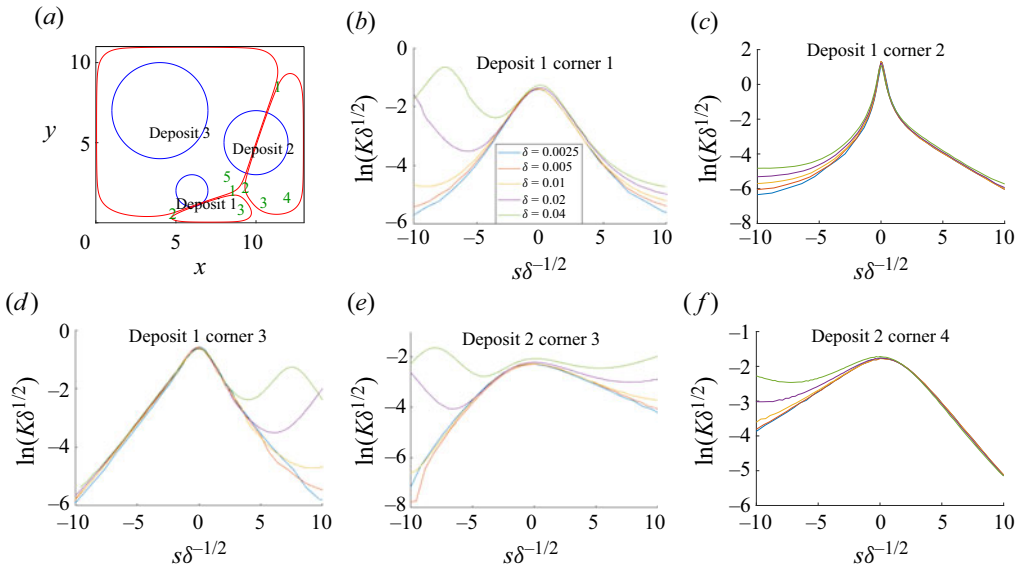 (a)
10
y
5
0
5
10
x
Deposit 3
Deposit 2
Deposit 1
1
5
1
2
3
4
3
2
(b)
Deposit 1 corner 1
0
−2
−4
−6
ln(Kδ^{1/2})
−10
−5
0
5
10
sδ^{−1/2}
δ = 0.0025
δ = 0.005
δ = 0.01
δ = 0.02
δ = 0.04
(c)
Deposit 1 corner 2
2
0
−2
−4
−6
−8
ln(Kδ^{1/2})
−10
−5
0
5
10
sδ^{−1/2}
(d)
Deposit 1 corner 3
0
−2
−4
−6
ln(Kδ^{1/2})
−10
−5
0
5
10
sδ^{−1/2}
(e)
Deposit 2 corner 3
−2
−4
−6
−8
ln(Kδ^{1/2})
−10
−5
0
5
10
sδ^{−1/2}
(f)
Deposit 2 corner 4
−1
−2
−3
−4
−5
−6
ln(Kδ^{1/2})
−10
−5
0
5
10
sδ^{−1/2}